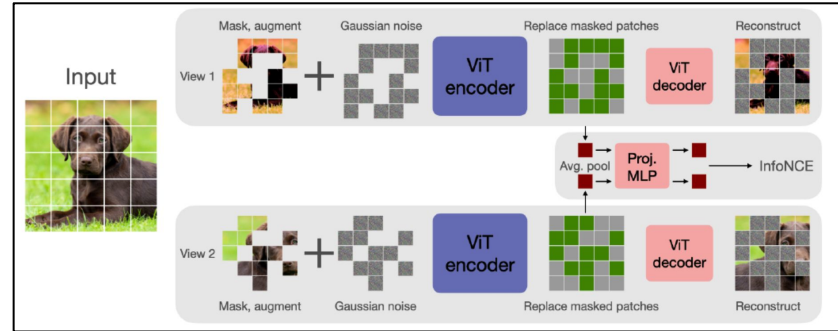 Mask, augment
Gaussian noise
Replace masked patches
Reconstruct
Input
View 1
ViT
encoder
ViT
decoder
Avg. pool
Proj.
MLP
InfoNCE
View 2
ViT
encoder
ViT
decoder
Mask, augment
Gaussian noise
Replace masked patches
Reconstruct